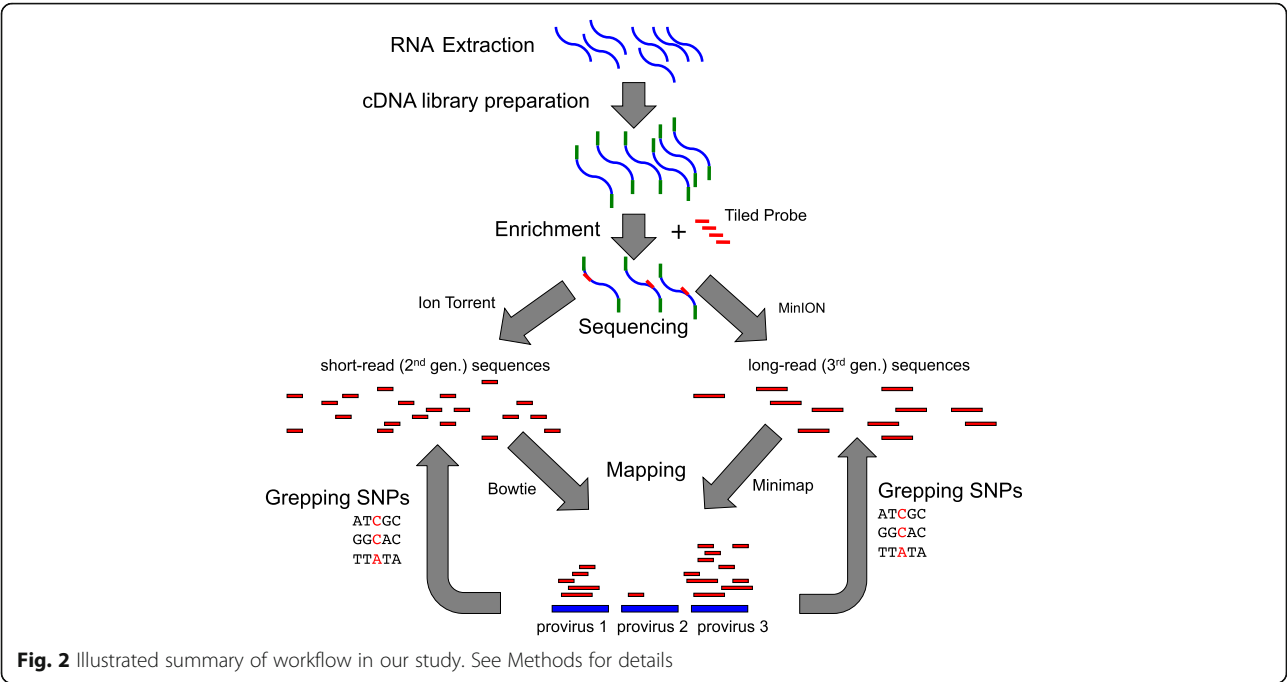 RNA Extraction
cDNA library preparation
Enrichment
+
Tiled Probe
Ion Torrent
MinION
Sequencing
short-read (2nd gen.) sequences
long-read (3rd gen.) sequences
Mapping
Bowtie
Minimap
Grepping SNPs
ATCGC
GGCAC
TTATA
Grepping SNPs
ATCGC
GGCAC
TTATA
provirus 1 provirus 2 provirus 3
Fig. 2 Illustrated summary of workflow in our study. See Methods for details